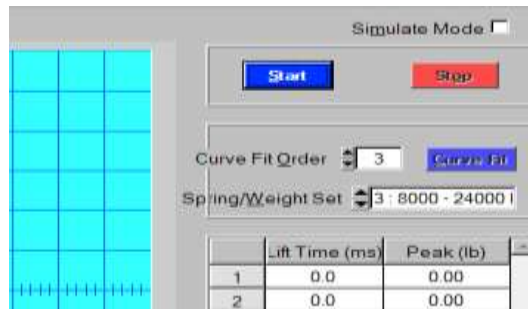 Simulate Mode
Start Stop
Curve Fit Order 3 Curve Fit
Spring/Weight Set 3 : 8000 - 24000 l
Lift Time (ms) Peak (lb)
1 0.0 0.00
2 0.0 0.00